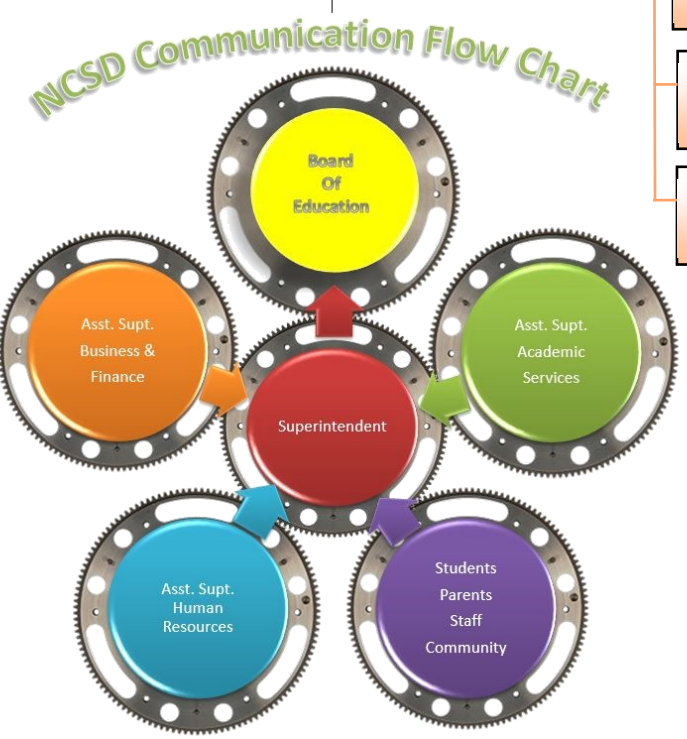 NCSD Communication Flow Chart
Board
Of
Education
Asst. Supt.
Business &
Finance
Asst. Supt.
Academic
Services
Superintendent
Asst. Supt.
Human
Resources
Students
Parents
Staff
Community